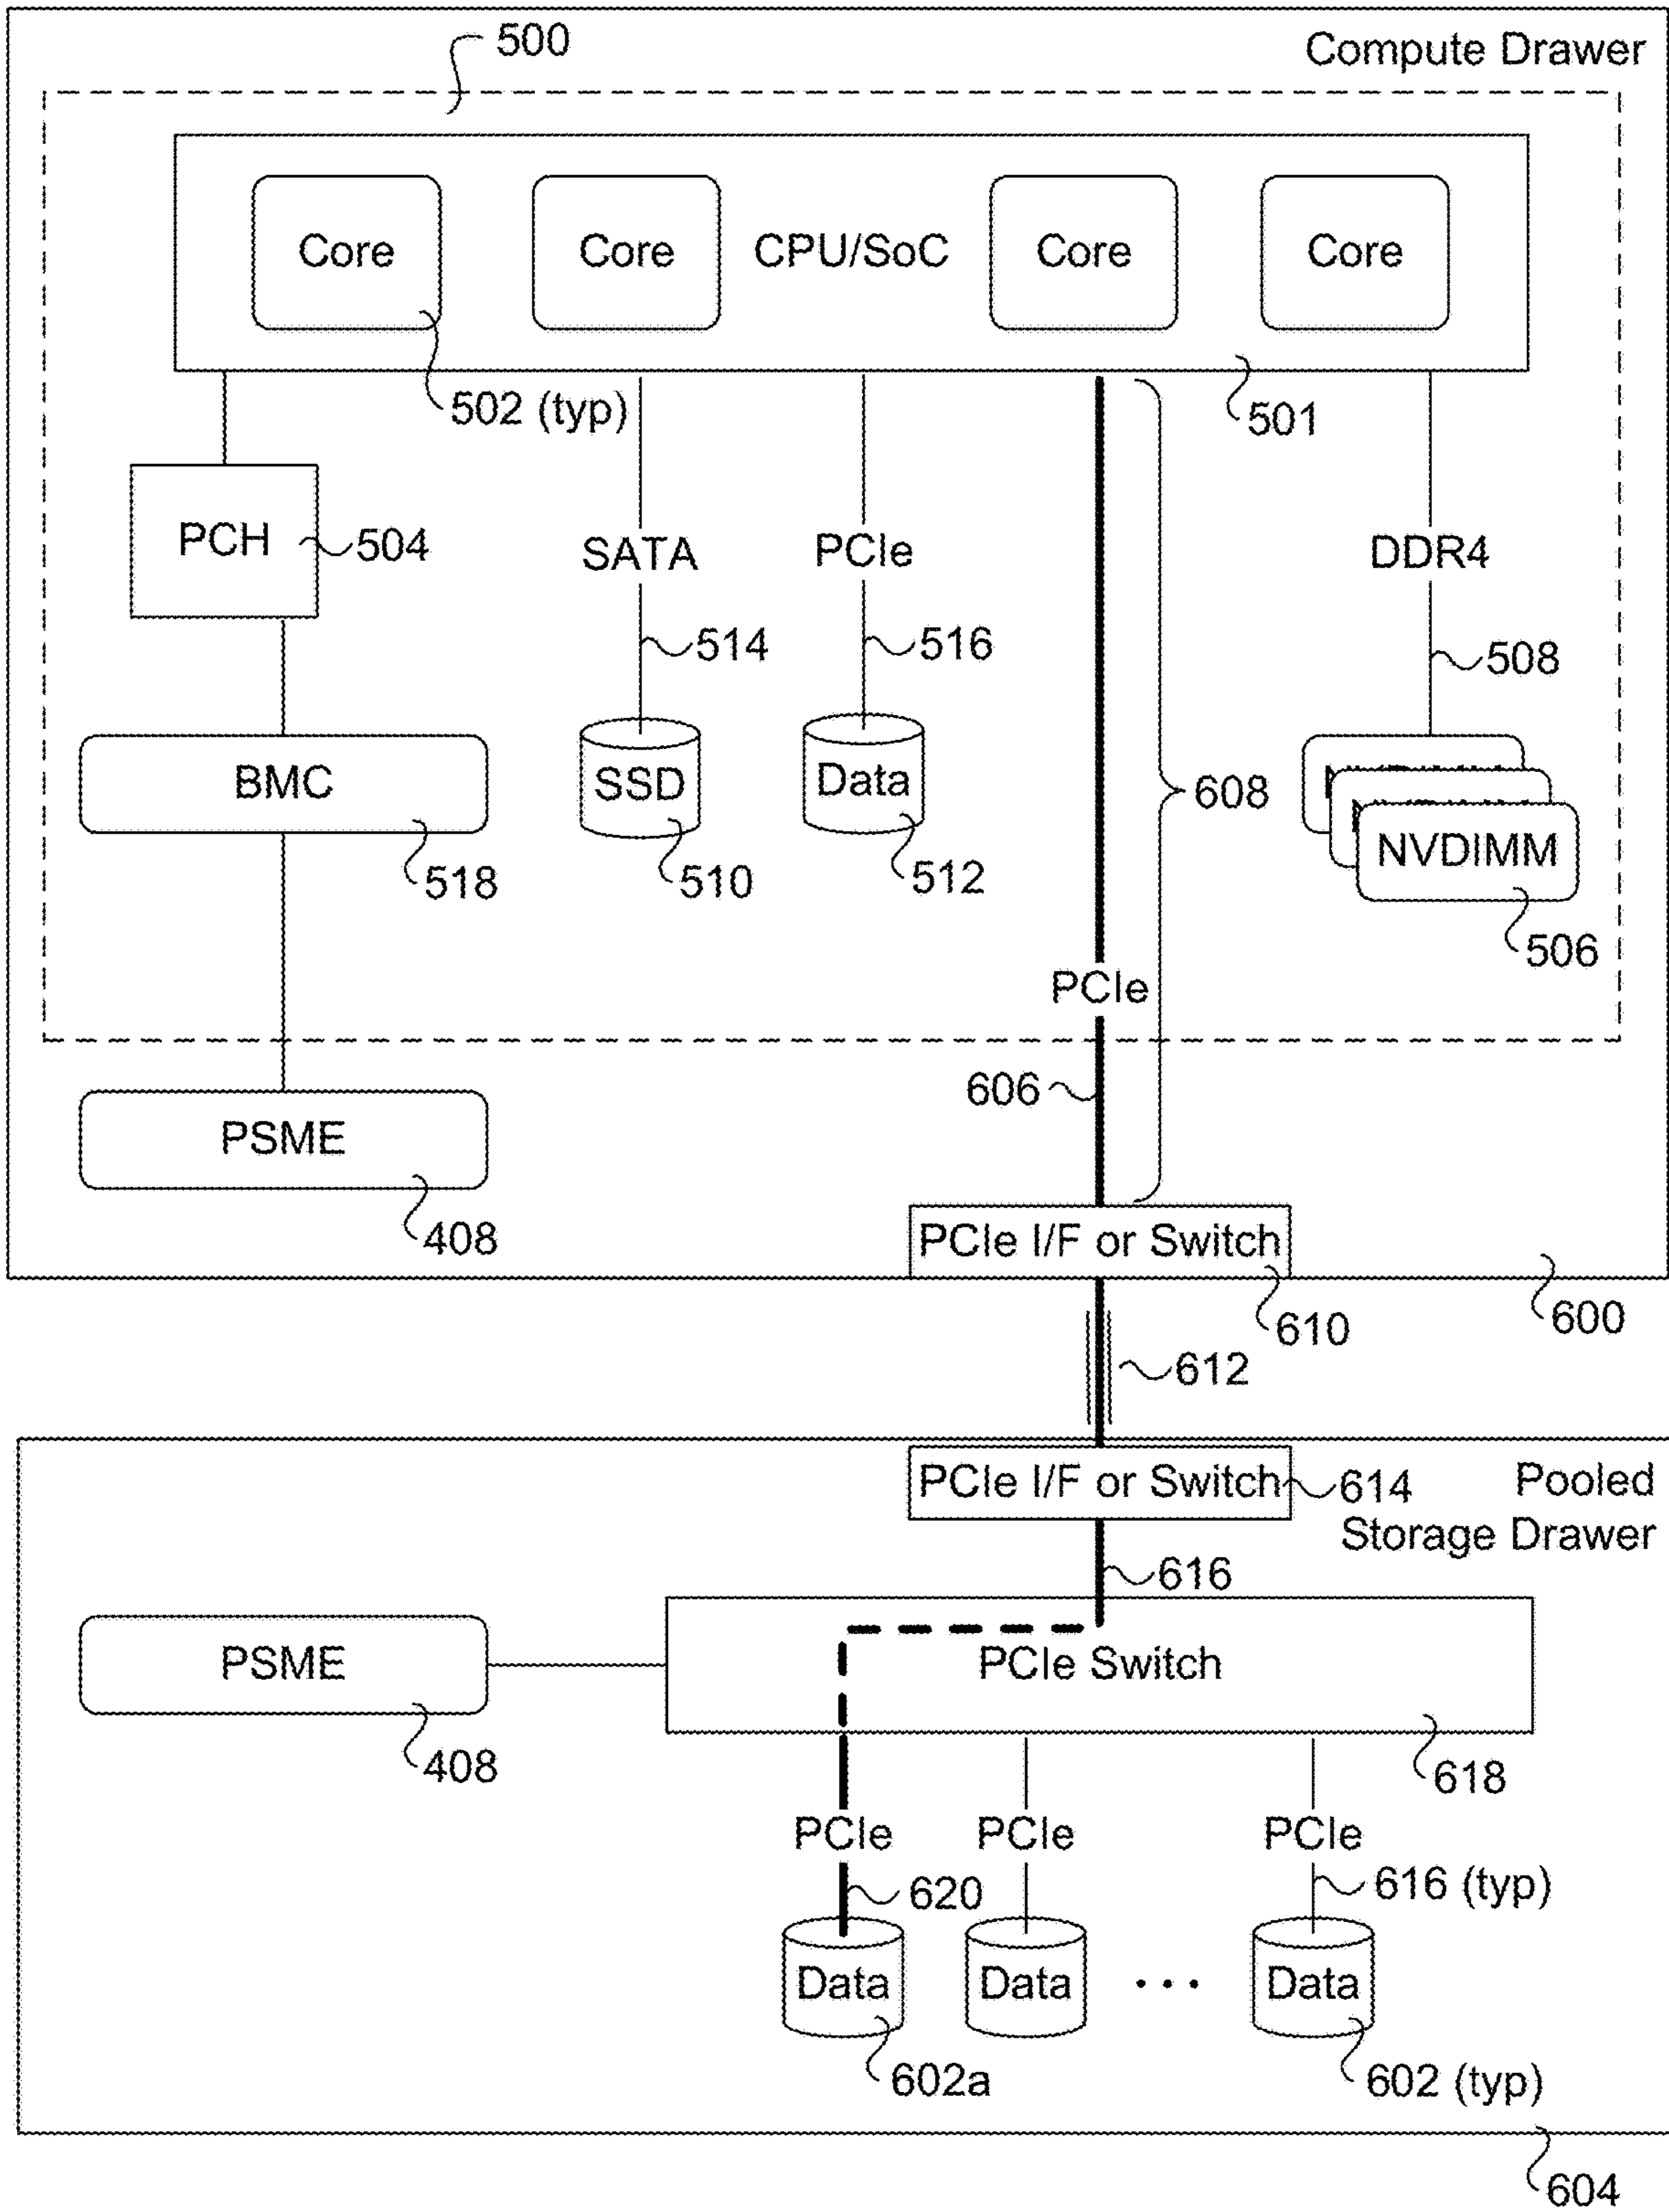 500
Compute Drawer
Core
Core
CPU/SoC
Core
Core
502 (typ)
501
PCH
504
SATA
PCIe
DDR4
514
516
508
BMC
SSD
Data
608
NVDIMM
518
510
512
506
PCIe
606
PSME
408
PCIe I/F or Switch
610
600
612
PCIe I/F or Switch
614
Pooled
Storage Drawer
616
PSME
PCIe Switch
408
618
PCIe
PCIe
PCIe
620
616 (typ)
Data
Data
• • •
Data
602a
602 (typ)
604